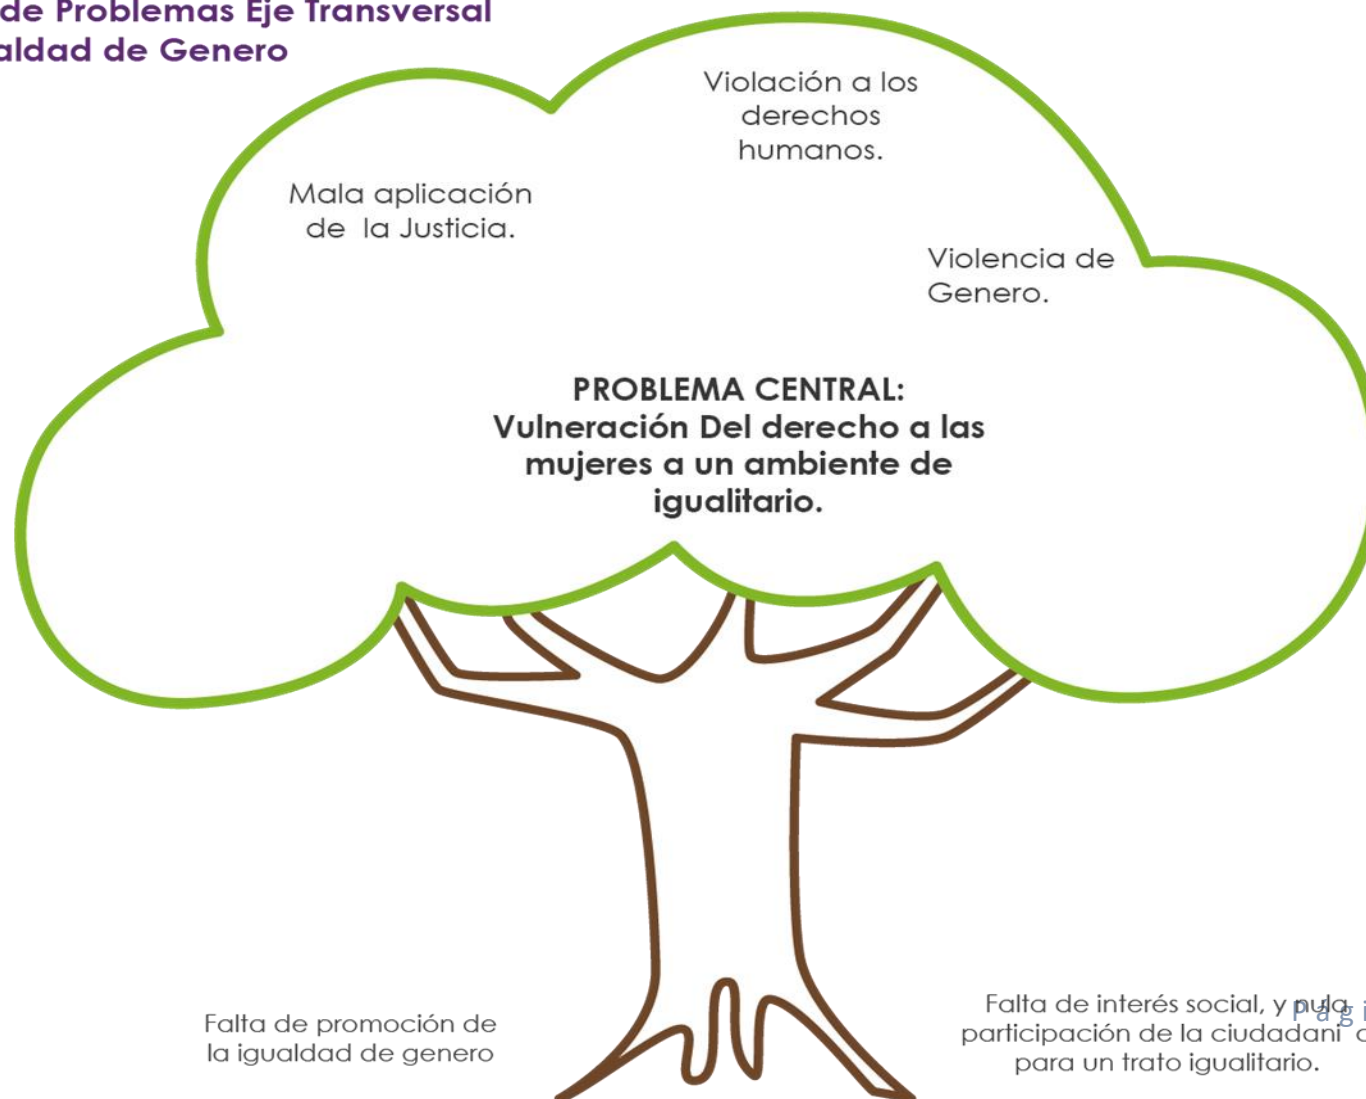 de Problemas Eje Transversal
aldad de Genero
Violación a los
derechos
humanos.
Mala aplicación
de la Justicia.
Violencia de
Genero.
PROBLEMA CENTRAL:
Vulneración Del derecho a las
mujeres a un ambiente de
igualitario.
Falta de promoción de
la igualdad de genero
Falta de interés social, y nula
participación de la ciudadaní
para un trato igualitario.